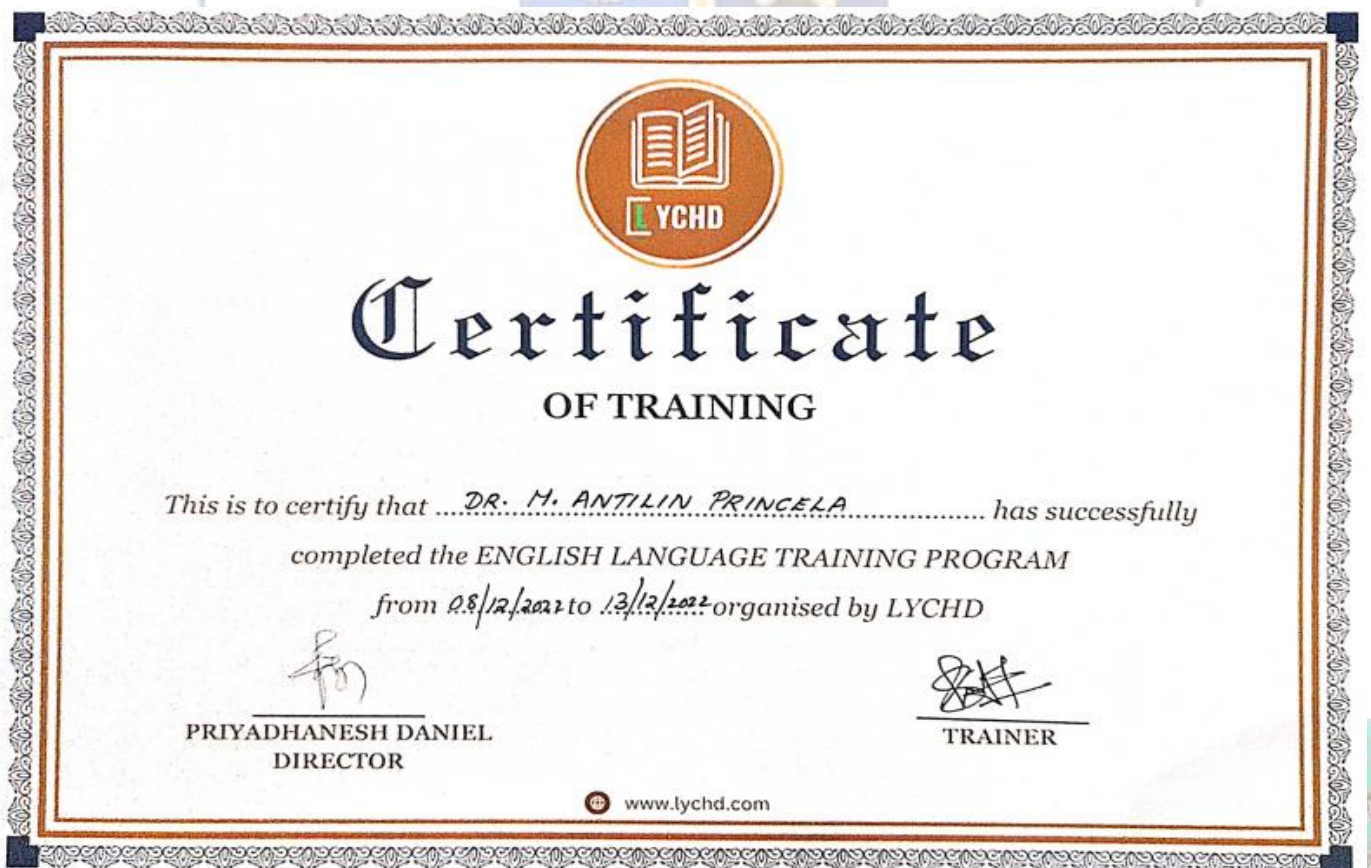 LYCHD
Certificate
OF TRAINING
This is to certify that ....DR. M. ANTILIN PRINCELA.................... has successfully
completed the ENGLISH LANGUAGE TRAINING PROGRAM
from 08/12/2022 to 13/12/2022 organised by LYCHD
PRIYADHANESH DANIEL
DIRECTOR
TRAINER
www.lychd.com